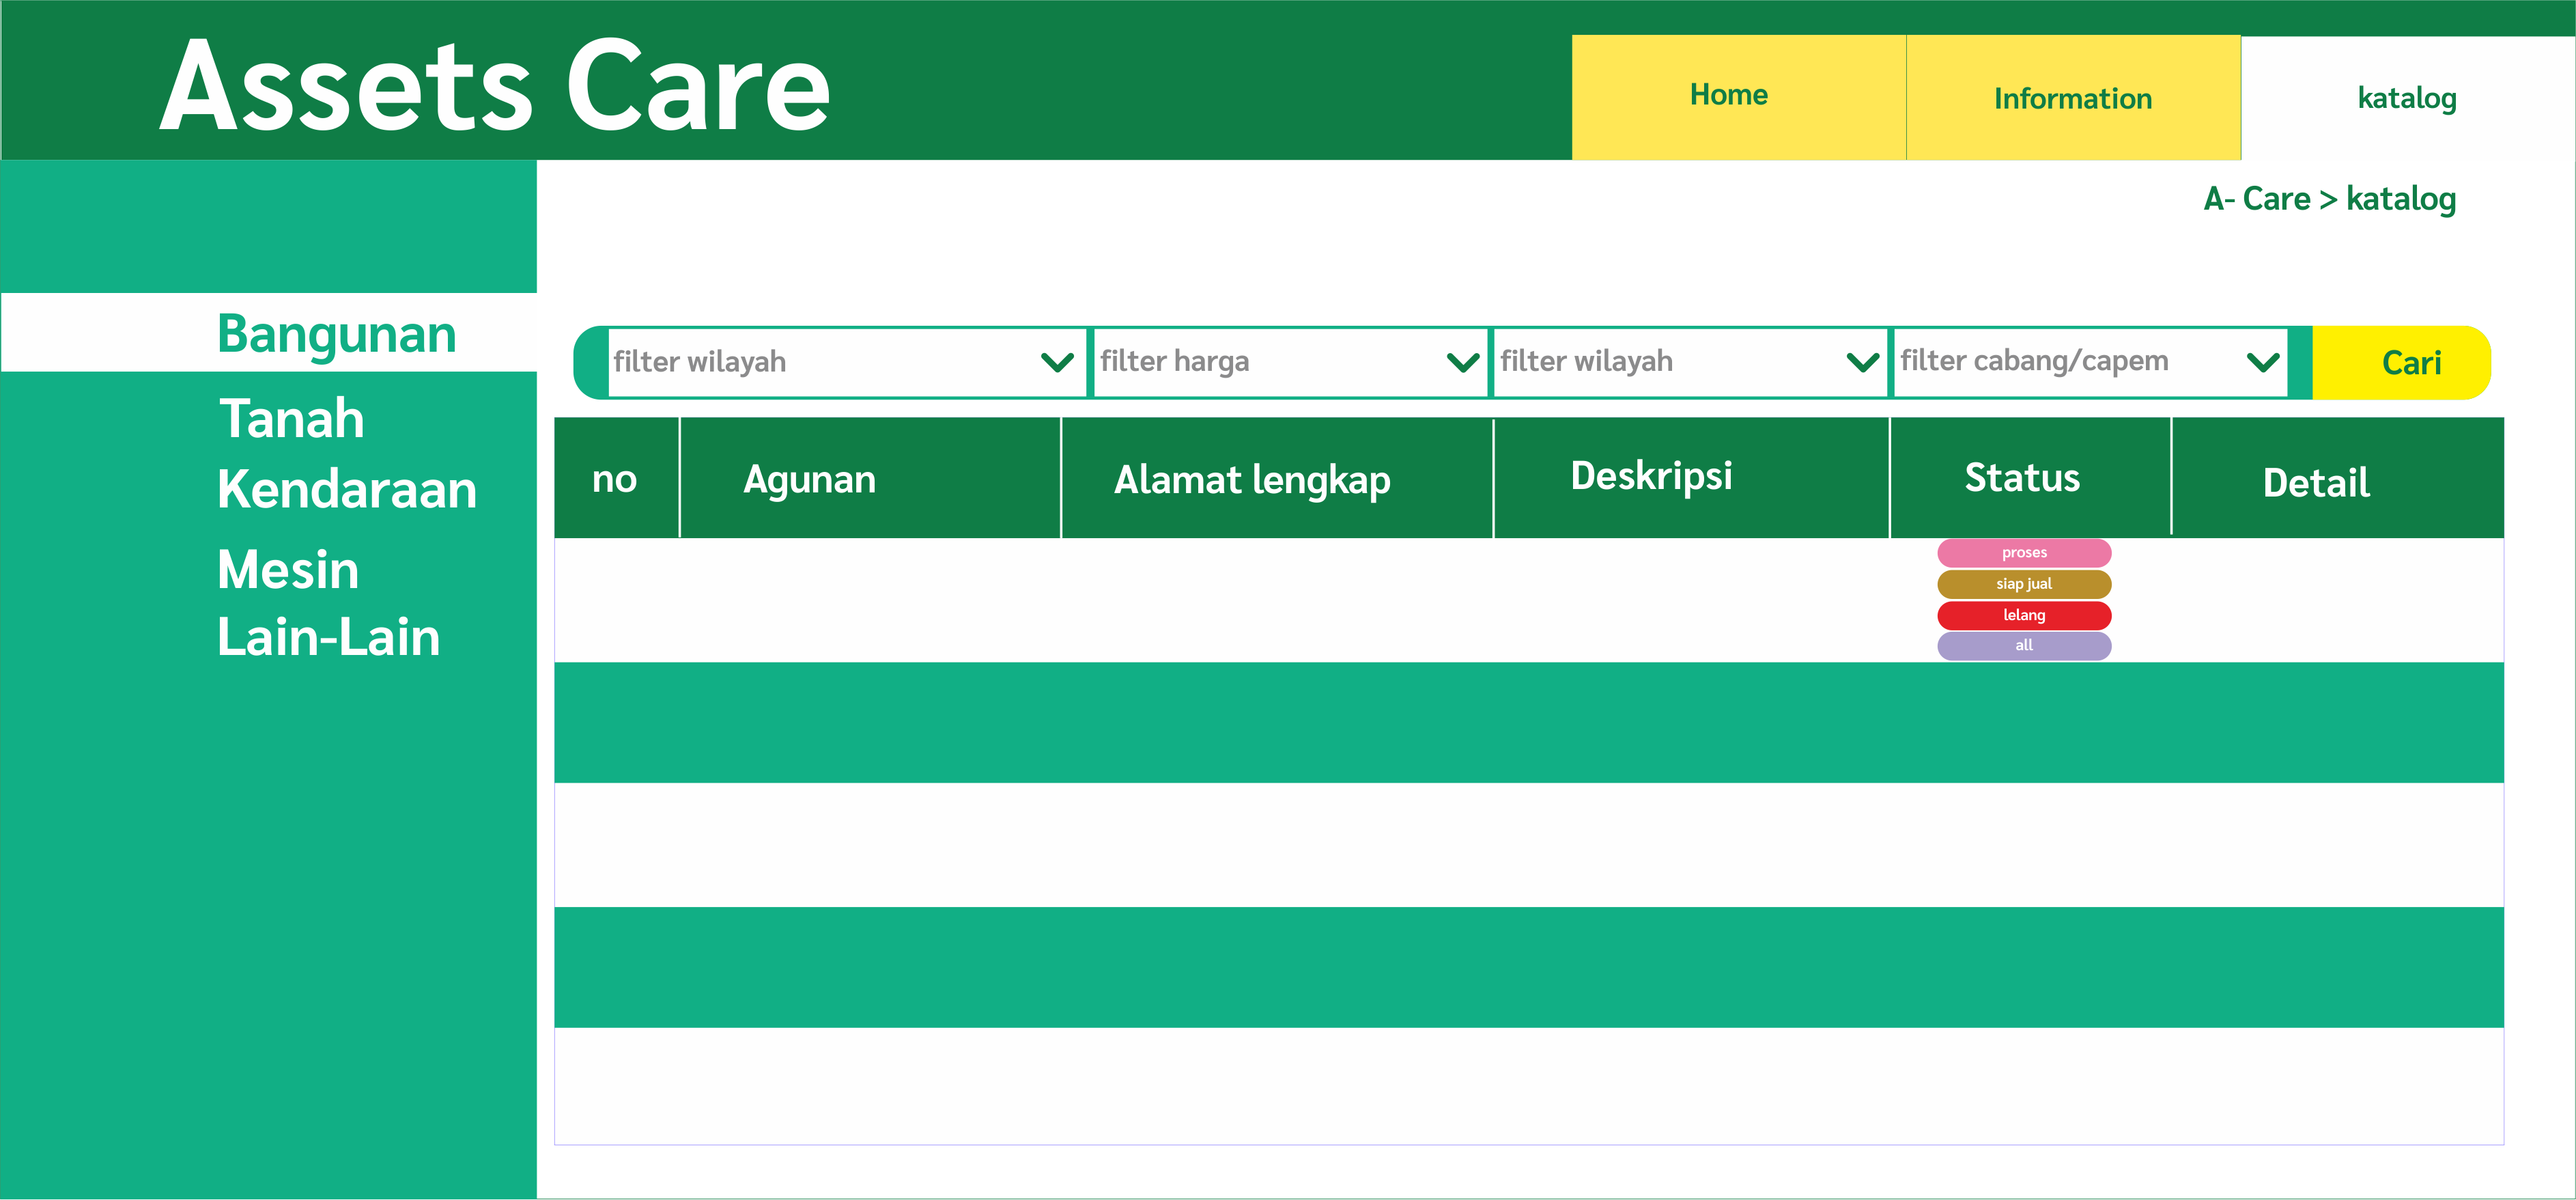 Assets Care
Home
Information
katalog
A- Care > katalog
Bangunan
Tanah
Kendaraan
Mesin
Lain-Lain
filter wilayah
filter harga
filter wilayah
filter cabang/capem
Cari
no
Agunan
Alamat lengkap
Deskripsi
Status
Detail
proses
siap jual
lelang
all